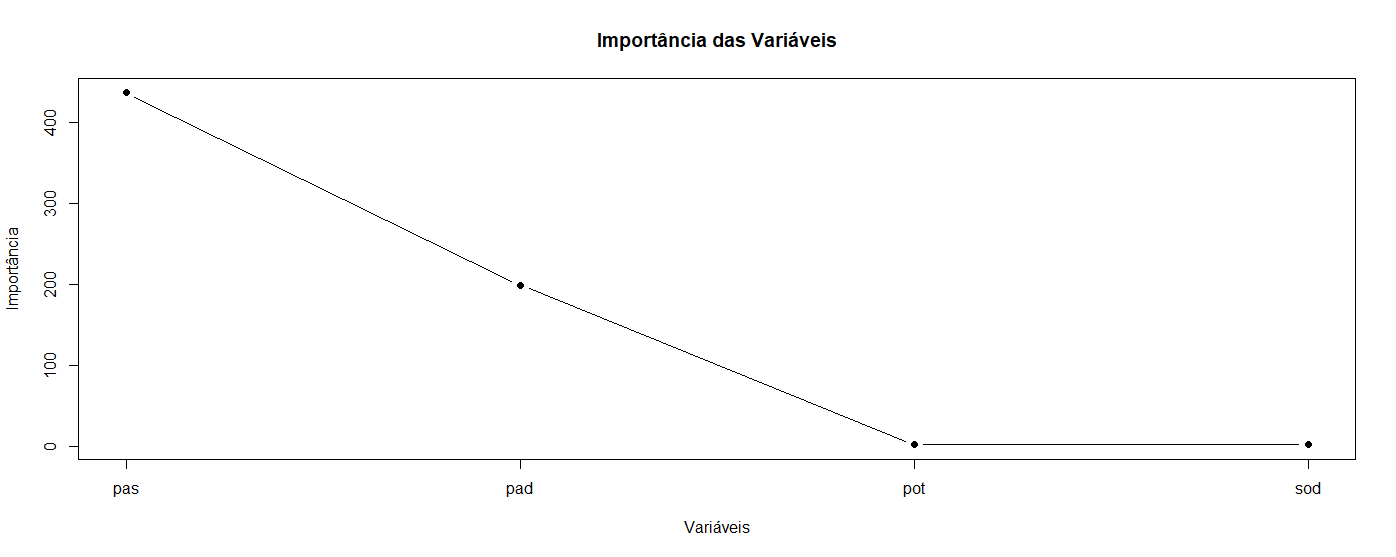 Importância das Variáveis
Importância
400
300
200
100
0
pas pad pot sod
Variáveis